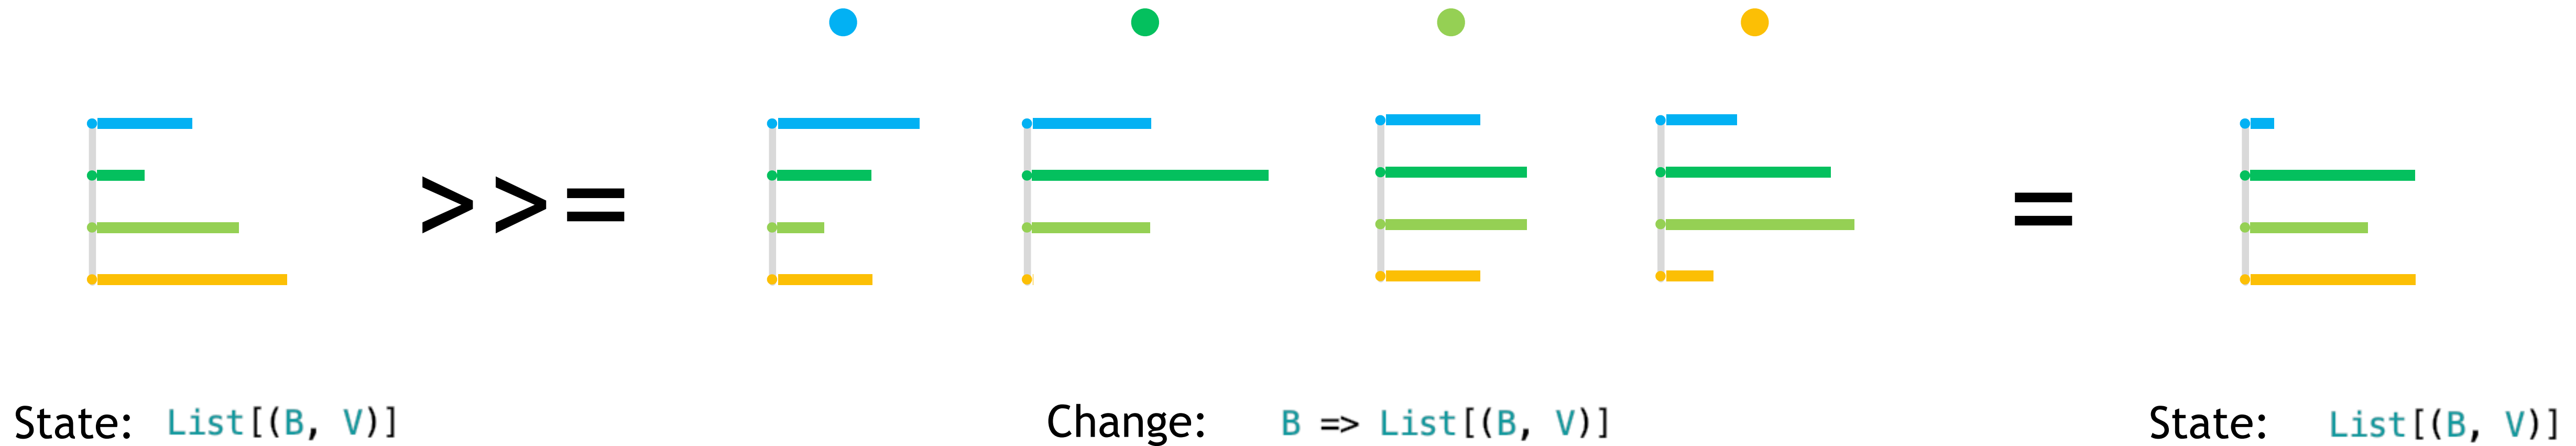 >>= =
State: List[(B, V)] Change: B => List[(B, V)] State: List[(B, V)]